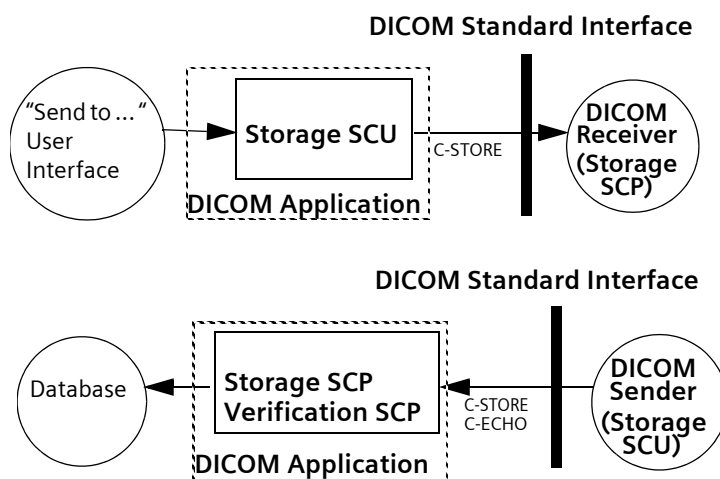 DICOM Standard Interface
“Send to ... “
User
Interface
Storage SCU
C-STORE
DICOM
Receiver
(Storage
SCP)
DICOM Application
DICOM Standard Interface
Database
Storage SCP
Verification SCP
C-STORE
C-ECHO
DICOM
Sender
(Storage
SCU)
DICOM Application